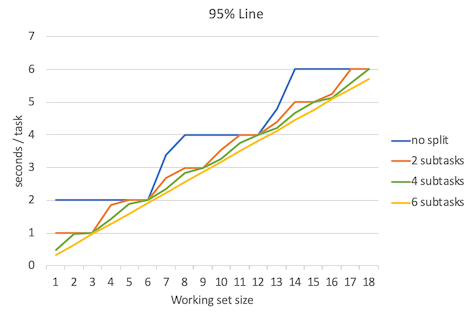 95% Line
7
6
5
4
3
2
1
0
seconds / task
1 2 3 4 5 6 7 8 9 10 11 12 13 14 15 16 17 18
Working set size
no split
2 subtasks
4 subtasks
6 subtasks